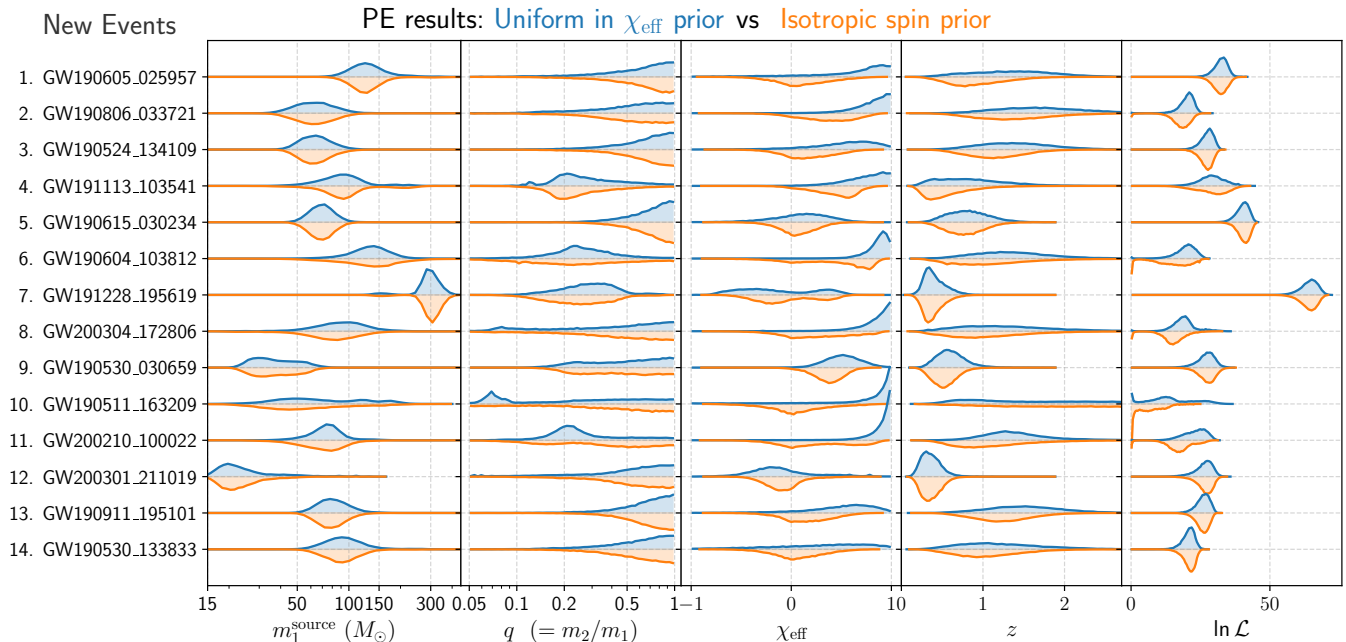 New Events
PE results: Uniform in χeff prior vs Isotropic spin prior
1. GW190605_025957
2. GW190806_033721
3. GW190524_134109
4. GW191113_103541
5. GW190615_030234
6. GW190604_103812
7. GW191228_195619
8. GW200304_172806
9. GW190530_030659
10. GW190511_163209
11. GW200210_100022
12. GW200301_211019
13. GW190911_195101
14. GW190530_133833
15 50 100 150 300 0.05 0.1 0.2 0.5 1 −1 0 1 0 1 2 0 50
m₁source (M⊙) q (= m₂/m₁) χeff z ln ℒ